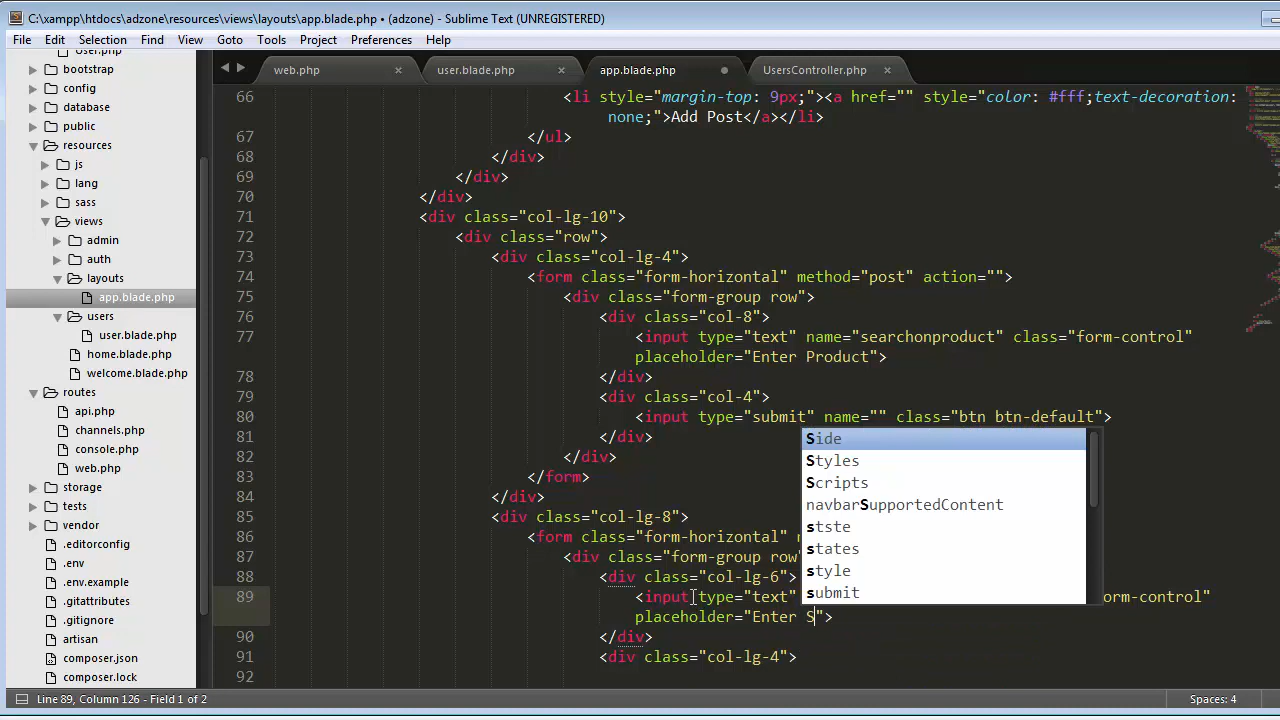 C:\xampp\htdocs\adzone\resources\views\layouts\app.blade.php • (adzone) - Sublime Text (UNREGISTERED)
File Edit Selection Find View Goto Tools Project Preferences Help
web.php × user.blade.php × app.blade.php UsersController.php ×
User.php
bootstrap
config
database
public
resources
js
lang
sass
views
admin
auth
layouts
app.blade.php
users
user.blade.php
home.blade.php
welcome.blade.php
routes
api.php
channels.php
console.php
web.php
storage
tests
vendor
.editorconfig
.env
.env.example
.gitattributes
.gitignore
artisan
composer.json
composer.lock
66 <li style="margin-top: 9px;"><a href="" style="color: #fff;text-decoration:
none;">Add Post</a></li>
67 </ul>
68 </div>
69 </div>
70 </div>
71 <div class="col-lg-10">
72 <div class="row">
73 <div class="col-lg-4">
74 <form class="form-horizontal" method="post" action="">
75 <div class="form-group row">
76 <div class="col-8">
77 <input type="text" name="searchonproduct" class="form-control"
placeholder="Enter Product">
78 </div>
79 <div class="col-4">
80 <input type="submit" name="" class="btn btn-default">
81 </div>
82 </div>
83 </form>
84 </div>
85 <div class="col-lg-8">
86 <form class="form-horizontal"
87 <div class="form-group row
88 <div class="col-lg-6">
89 <input type="text" orm-control"
placeholder="Enter S">
90 </div>
91 <div class="col-lg-4">
92
Side
Styles
Scripts
navbarSupportedContent
stste
states
style
submit
Line 89, Column 126 - Field 1 of 2 Spaces: 4